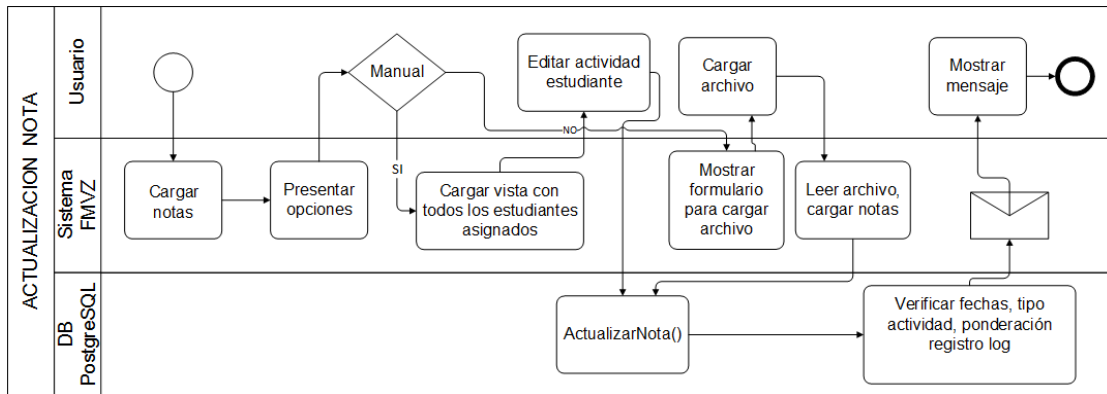 ACTUALIZACION NOTA
Usuario
Manual
Editar actividad
estudiante
Cargar
archivo
Mostrar
mensaje
NO
SI
Sistema
FMVZ
Cargar
notas
Presentar
opciones
Cargar vista con
todos los estudiantes
asignados
Mostrar
formulario
para cargar
archivo
Leer archivo,
cargar notas
DB
PostgreSQL
ActualizarNota()
Verificar fechas, tipo
actividad, ponderación
registro log